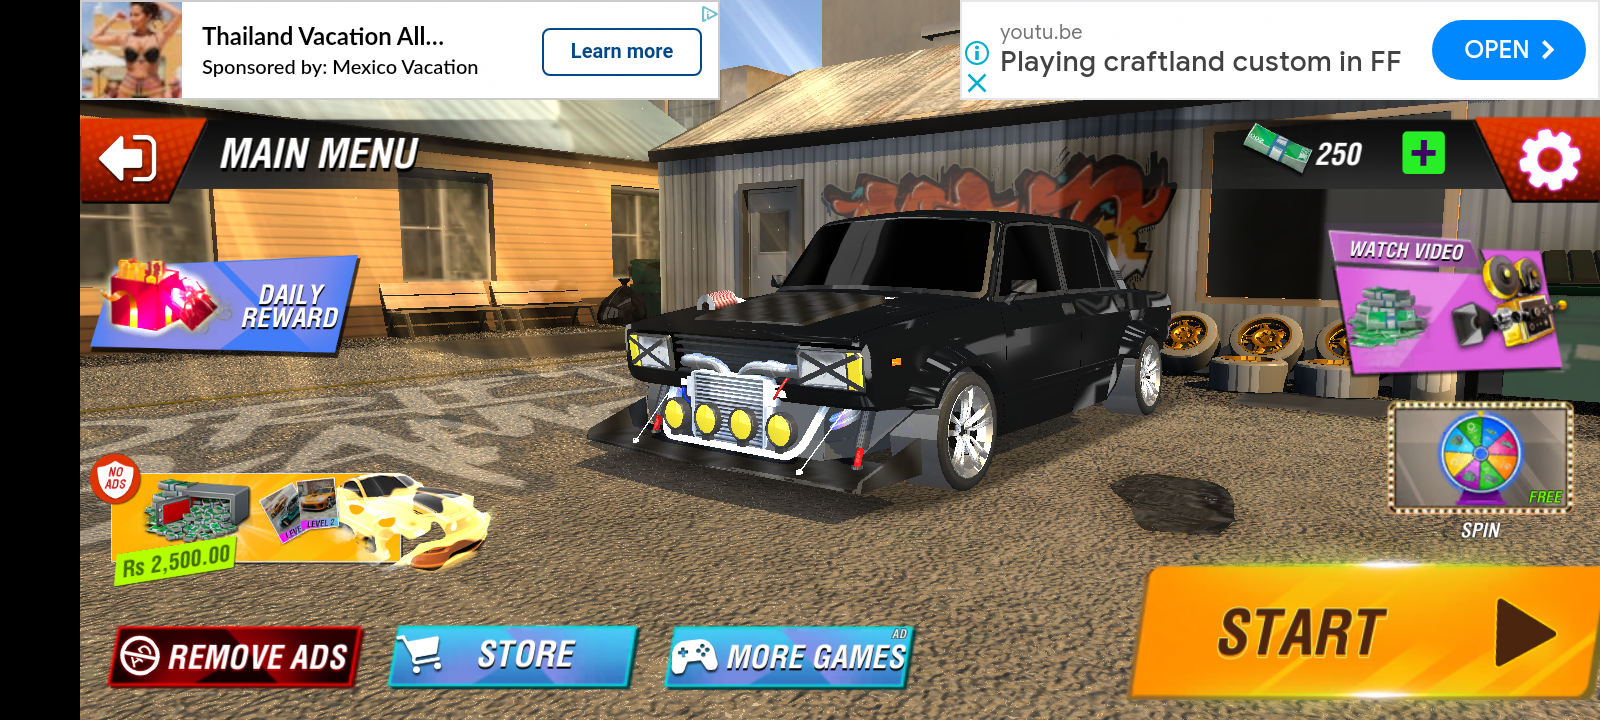 Thailand Vacation All...
Sponsored by: Mexico Vacation
Learn more
youtu.be
Playing craftland custom in FF
OPEN
MAIN MENU
250
DAILY
REWARD
WATCH VIDEO
NO
ADS
LEVEL 2
Rs 2,500.00
FREE
SPIN
REMOVE ADS
STORE
AD
MORE GAMES
START